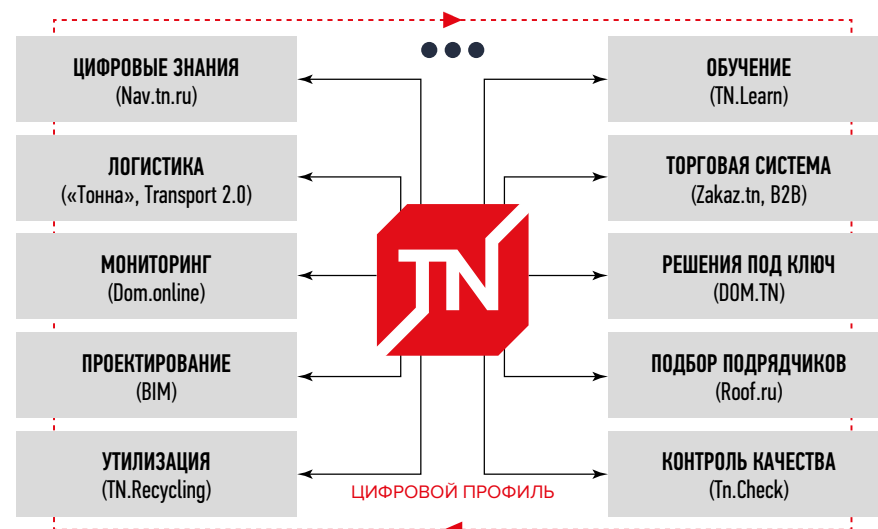 ЦИФРОВЫЕ ЗНАНИЯ
(Nav.tn.ru)
ЛОГИСТИКА
(«Тонна», Transport 2.0)
МОНИТОРИНГ
(Dom.online)
ПРОЕКТИРОВАНИЕ
(BIM)
УТИЛИЗАЦИЯ
(TN.Recycling)
TN
ЦИФРОВОЙ ПРОФИЛЬ
ОБУЧЕНИЕ
(TN.Learn)
ТОРГОВАЯ СИСТЕМА
(Zakaz.tn, B2B)
РЕШЕНИЯ ПОД КЛЮЧ
(DOM.TN)
ПОДБОР ПОДРЯДЧИКОВ
(Roof.ru)
КОНТРОЛЬ КАЧЕСТВА
(Tn.Check)